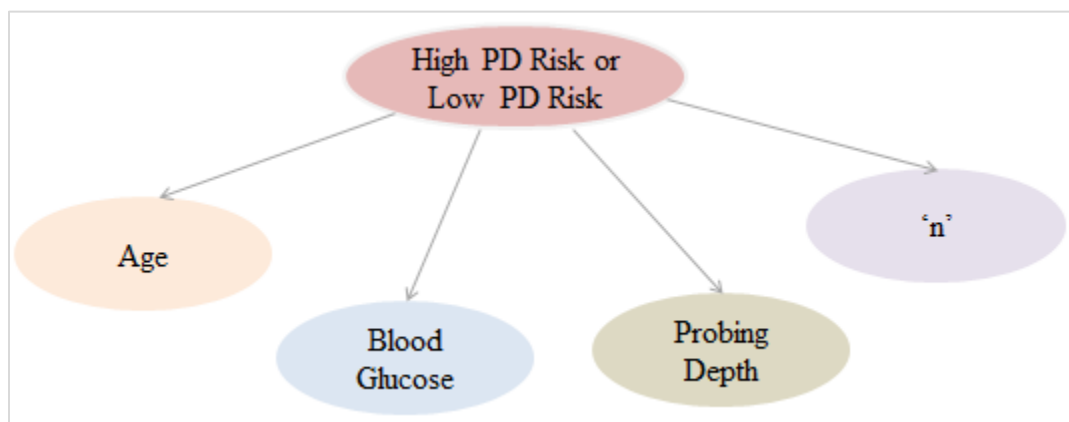 High PD Risk or
Low PD Risk
Age
Blood
Glucose
Probing
Depth
‘n’